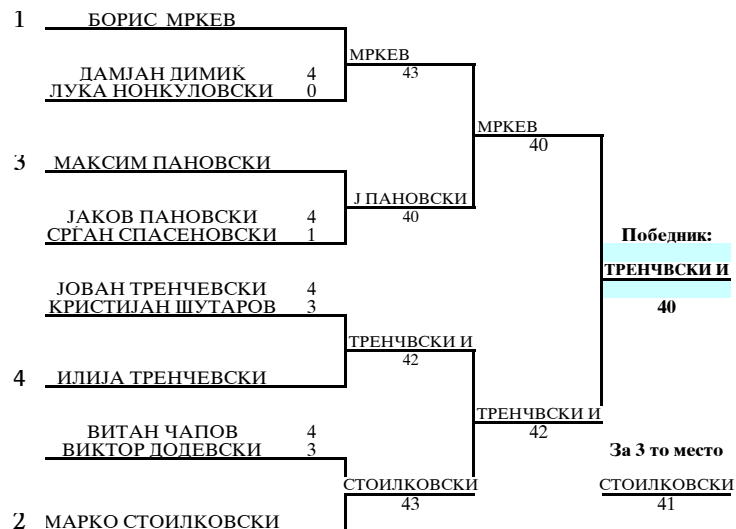 1 БОРИС МРКЕВ
МРКЕВ
43
ДАМЈАН ДИМИЌ 4
ЛУКА НОНКУЛОВСКИ 0
МРКЕВ
40
3 МАКСИМ ПАНОВСКИ
Ј ПАНОВСКИ
40
ЈАКОВ ПАНОВСКИ 4
СРЃАН СПАСЕНОВСКИ 1
Победник:
ТРЕНЧВСКИ И
40
ЈОВАН ТРЕНЧЕВСКИ 4
КРИСТИЈАН ШУТАРОВ 3
ТРЕНЧВСКИ И
42
4 ИЛИЈА ТРЕНЧЕВСКИ
ТРЕНЧВСКИ И
42
ВИТАН ЧАПОВ 4
ВИКТОР ДОДЕВСКИ 3
За 3 то место
СТОИЛКОВСКИ
43
СТОИЛКОВСКИ
41
2 МАРКО СТОИЛКОВСКИ